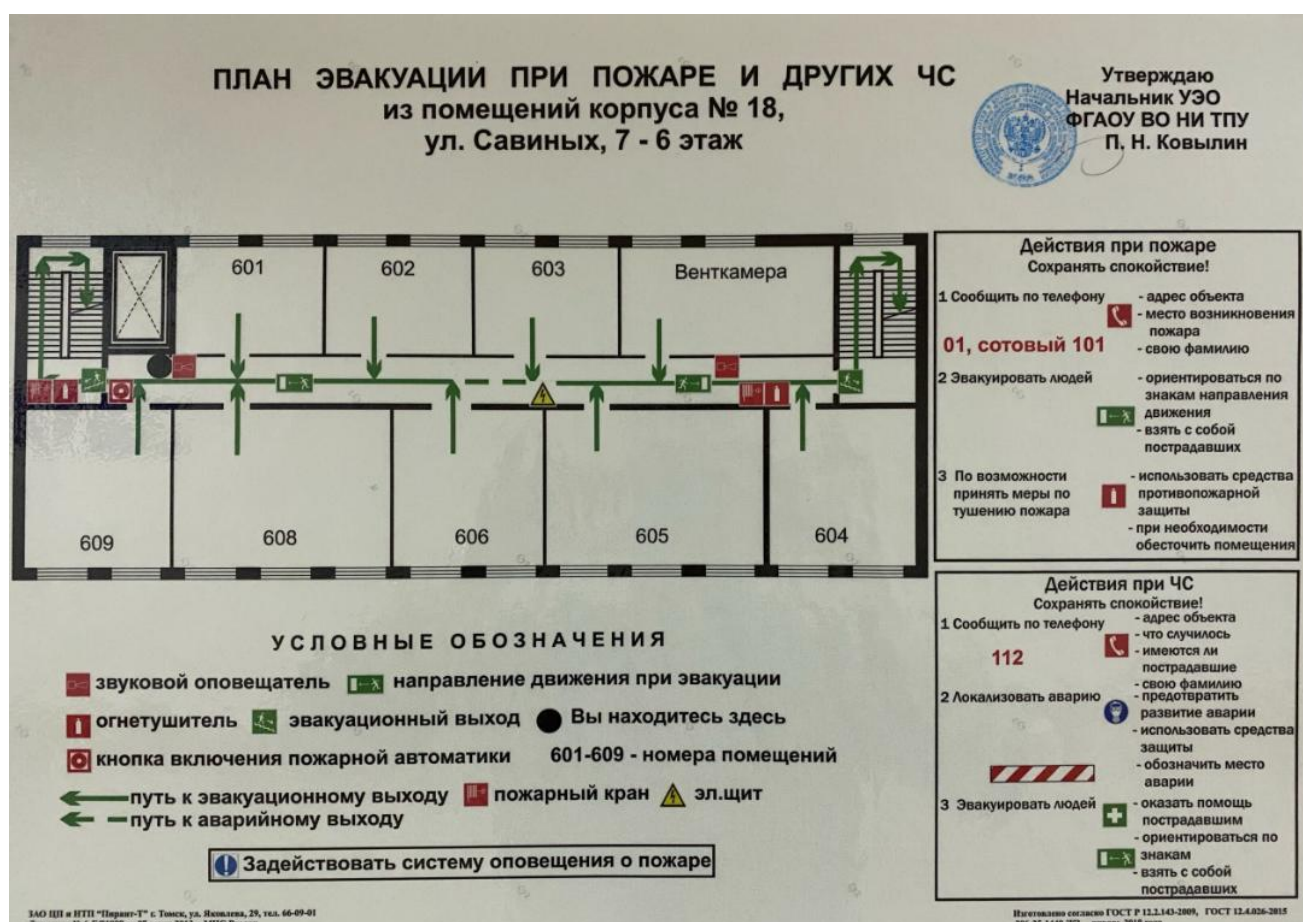 ПЛАН ЭВАКУАЦИИ ПРИ ПОЖАРЕ И ДРУГИХ ЧС
из помещений корпуса № 18,
ул. Савиных, 7 - 6 этаж
Утверждаю
Начальник УЭО
ФГАОУ ВО НИ ТПУ
П. Н. Ковылин
601
602
603
Венткамера
609
608
606
605
604
Действия при пожаре
Сохранять спокойствие!
1 Сообщить по телефону
01, сотовый 101
- адрес объекта
- место возникновения
пожара
- свою фамилию
2 Эвакуировать людей
- ориентироваться по
знакам направления
движения
- взять с собой
пострадавших
3 По возможности
принять меры по
тушению пожара
- использовать средства
противопожарной
защиты
- при необходимости
обесточить помещения
Действия при ЧС
Сохранять спокойствие!
1 Сообщить по телефону
112
- адрес объекта
- что случилось
- имеются ли
пострадавшие
- свою фамилию
2 Локализовать аварию
- предотвратить
развитие аварии
- использовать средства
защиты
- обозначить место
аварии
3 Эвакуировать людей
- оказать помощь
пострадавшим
- ориентироваться по
знакам
- взять с собой
пострадавших
УСЛОВНЫЕ ОБОЗНАЧЕНИЯ
звуковой оповещатель
направление движения при эвакуации
огнетушитель
эвакуационный выход
Вы находитесь здесь
кнопка включения пожарной автоматики
601-609 - номера помещений
путь к эвакуационному выходу
пожарный кран
эл.щит
путь к аварийному выходу
Задействовать систему оповещения о пожаре
ЗАО ЦП и НТП "Пирант-Т" г. Томск, ул. Яковлева, 29, тел. 66-09-01
Изготовлено согласно ГОСТ Р 12.2.143-2009, ГОСТ 12.4.026-2015